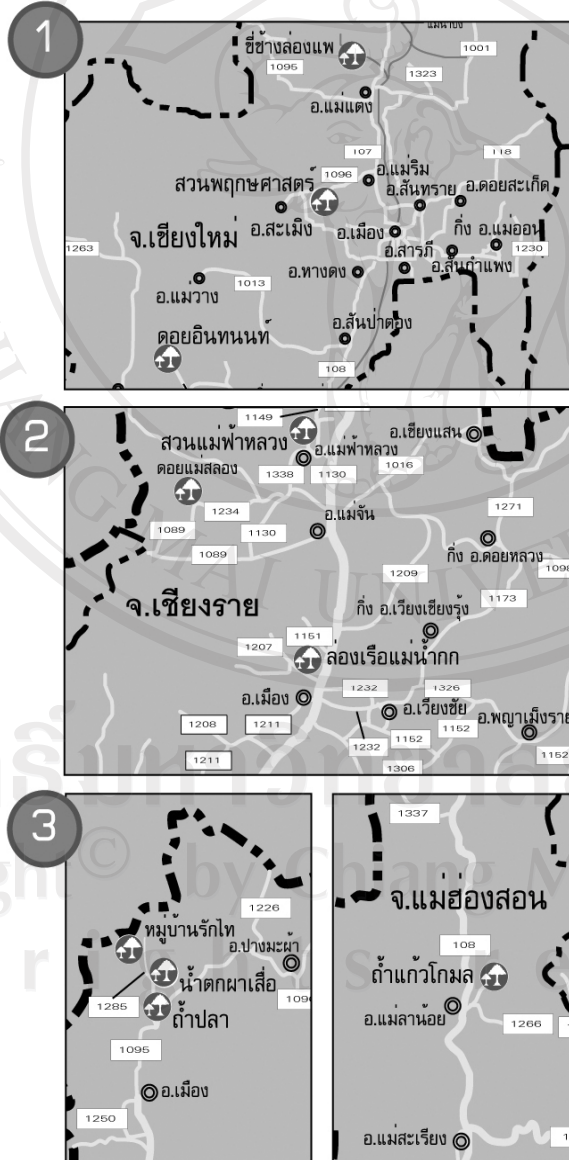 1
แม่นาปง
ขี่ช้างล่องแพ
1001
1095
1323
อ.แม่แตง
107
118
อ.แม่ริม
1096
สวนพฤกษศาสตร์
อ.สันทราย
อ.ดอยสะเก็ด
อ.สะเมิง
อ.เมือง
กิ่ง อ.แม่ออน
จ.เชียงใหม่
1263
อ.สารภี
1230
อ.สันกำแพง
อ.หางดง
1013
อ.แม่วาง
อ.สันป่าตอง
ดอยอินทนนท์
108
2
1149
สวนแม่ฟ้าหลวง
อ.เชียงแสน
อ.แม่ฟ้าหลวง
ดอยแม่สลอง
1338
1130
1016
1234
1271
อ.แม่จัน
1089
1130
1089
กิ่ง อ.ดอยหลวง
1098
1209
1173
จ.เชียงราย
กิ่ง อ.เวียงเชียงรุ้ง
1151
1207
ล่องเรือแม่น้ำกก
1232
1326
อ.เมือง
อ.เวียงชัย
อ.พญาเม็งราย
1208
1211
1152
1152
1232
1152
1211
1306
3
1226
หมู่บ้านรักไท
อ.ปางมะผ้า
น้ำตกผาเสื่อ
1285
109
ถ้ำปลา
1095
อ.เมือง
1250
1337
จ.แม่ฮ่องสอน
108
ถ้ำแก้วโกมล
อ.แม่ลาน้อย
1266
อ.แม่สะเรียง